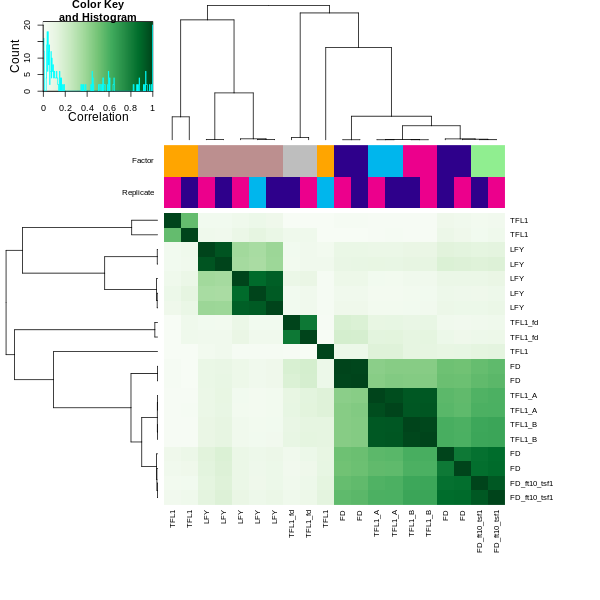 Color Key
and Histogram
Count
0 5 10 20
0 0.2 0.4 0.6 0.8 1
Correlation
Factor
Replicate
TFL1
TFL1
LFY
LFY
LFY
LFY
LFY
TFL1_fd
TFL1_fd
TFL1
FD
FD
TFL1_A
TFL1_A
TFL1_B
TFL1_B
FD
FD
FD_ft10_tsf1
FD_ft10_tsf1
TFL1
TFL1
LFY
LFY
LFY
LFY
LFY
TFL1_fd
TFL1_fd
TFL1
FD
FD
TFL1_A
TFL1_A
TFL1_B
TFL1_B
FD
FD
FD_ft10_tsf1
FD_ft10_tsf1